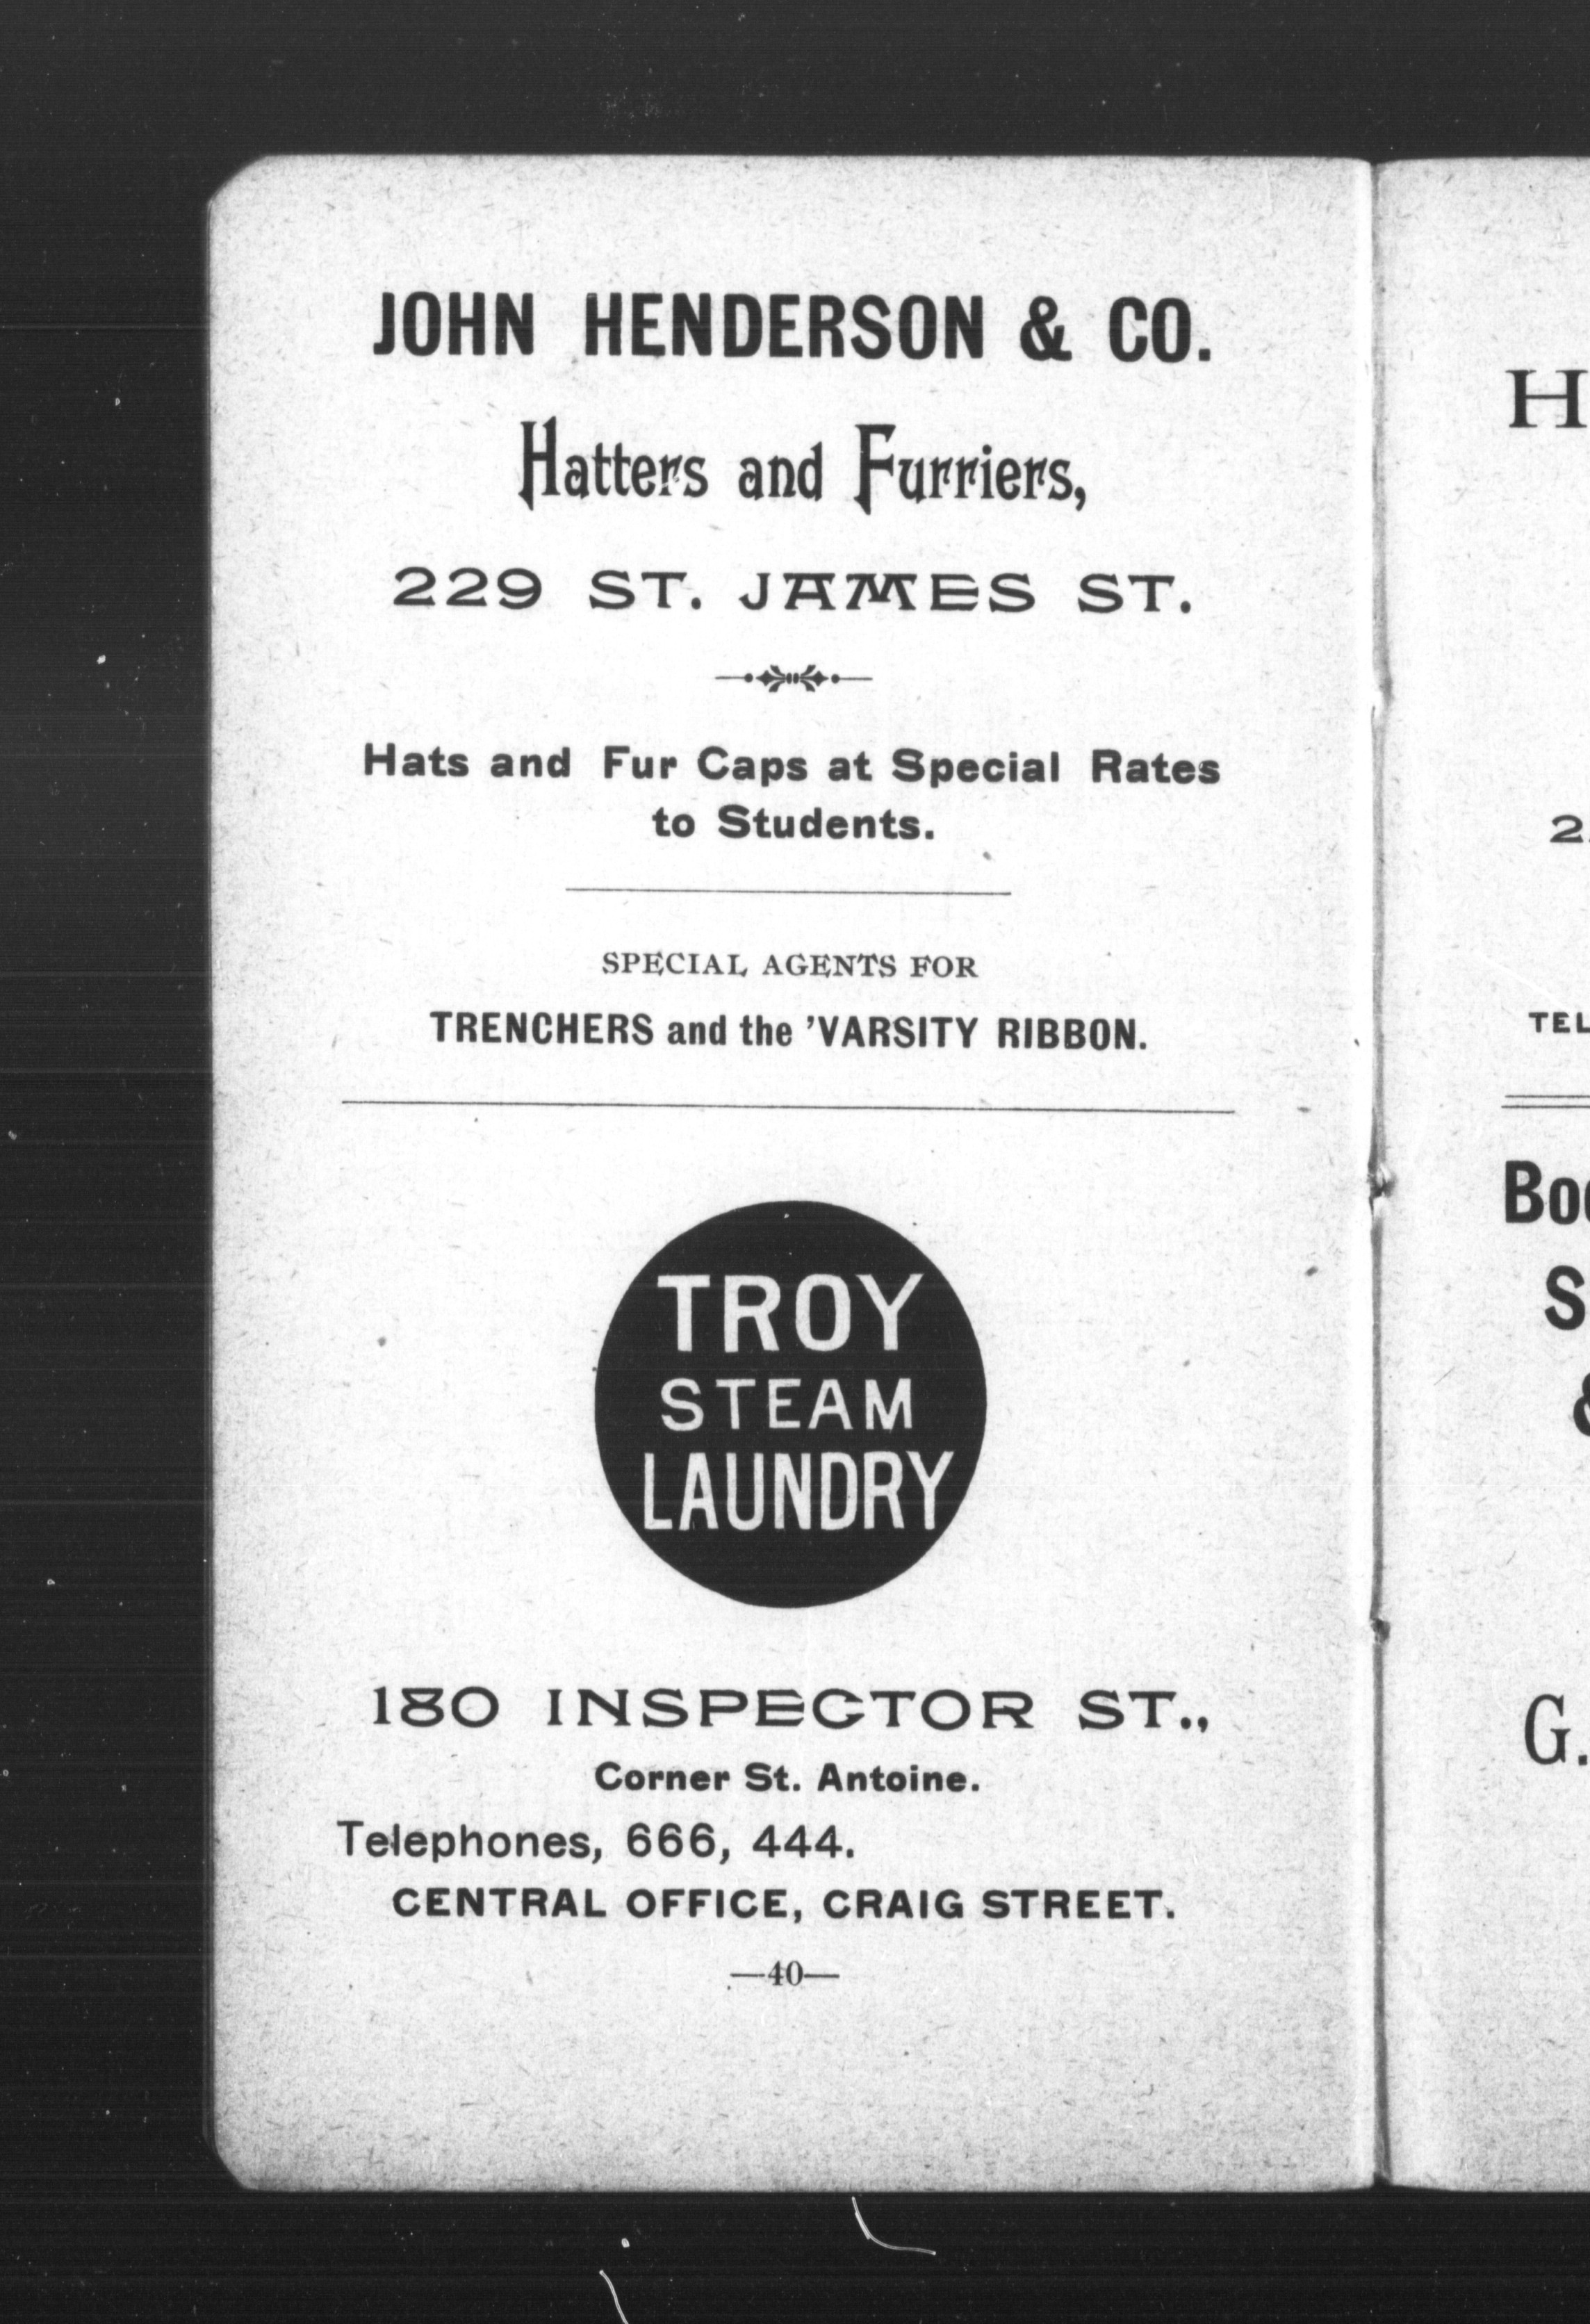 JOHN HENDERSON & CO.
Hatters and Furriers,
229 ST. JAMES ST.
Hats and Fur Caps at Special Rates
to Students.
SPECIAL AGENTS FOR
TRENCHERS and the 'VARSITY RIBBON.
TROY
STEAM
LAUNDRY
180 INSPECTOR ST.,
Corner St. Antoine.
Telephones, 666, 444.
CENTRAL OFFICE, CRAIG STREET.
—40—